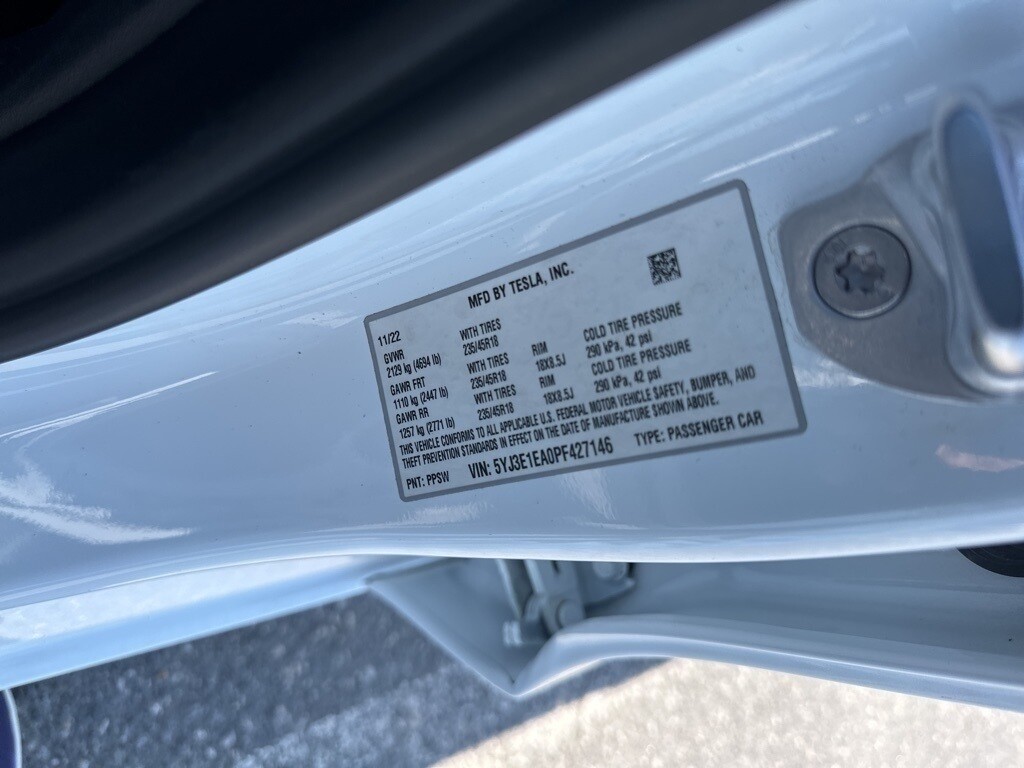 MFD BY TESLA, INC.
11/22
GVWR WITH TIRES RIM COLD TIRE PRESSURE
2129 kg (4694 lb) 235/45R18 18X8.5J 290 kPa, 42 psi
GAWR FRT WITH TIRES RIM COLD TIRE PRESSURE
1110 kg (2447 lb) 235/45R18 18X8.5J 290 kPa, 42 psi
GAWR RR WITH TIRES
1257 kg (2771 lb) 235/45R18
THIS VEHICLE CONFORMS TO ALL APPLICABLE U.S. FEDERAL MOTOR VEHICLE SAFETY, BUMPER, AND
THEFT PREVENTION STANDARDS IN EFFECT ON THE DATE OF MANUFACTURE SHOWN ABOVE.
PNT: PPSW VIN: 5YJ3E1EA0PF427146 TYPE: PASSENGER CAR